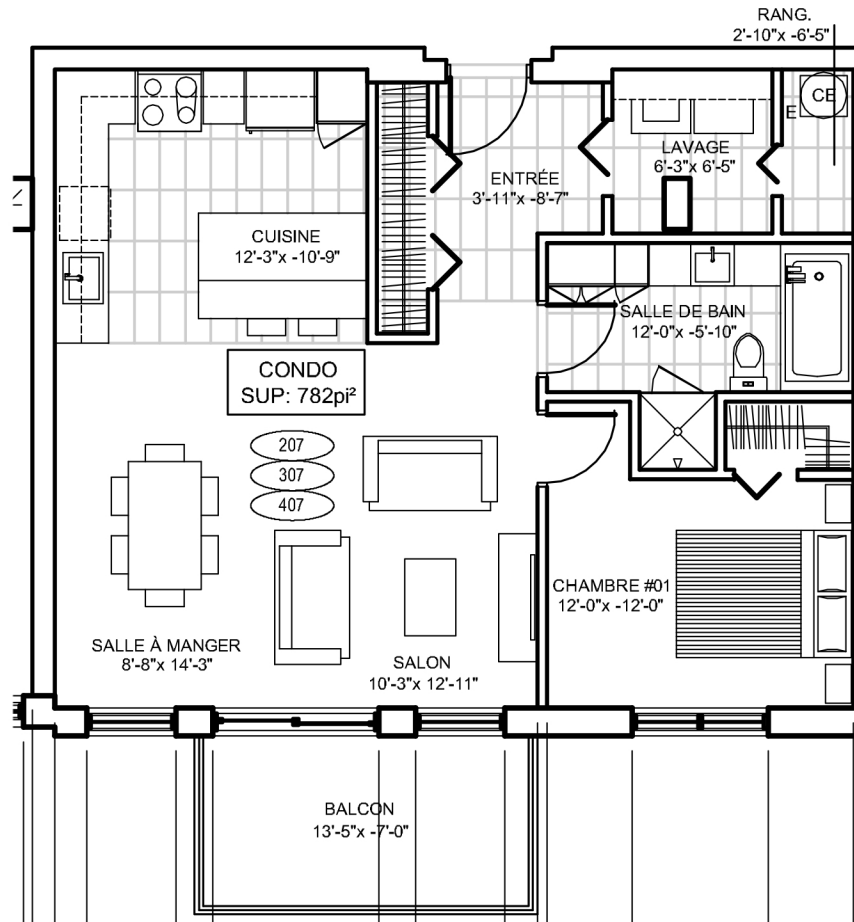 RANG.
2'-10"x -6'-5"
CE
E
LAVAGE
6'-3"x 6'-5"
ENTRÉE
3'-11"x -8'-7"
CUISINE
12'-3"x -10'-9"
SALLE DE BAIN
12'-0"x -5'-10"
CONDO
SUP: 782pi²
207
307
407
CHAMBRE #01
12'-0"x -12'-0"
SALLE À MANGER
8'-8"x 14'-3"
SALON
10'-3"x 12'-11"
BALCON
13'-5"x -7'-0"